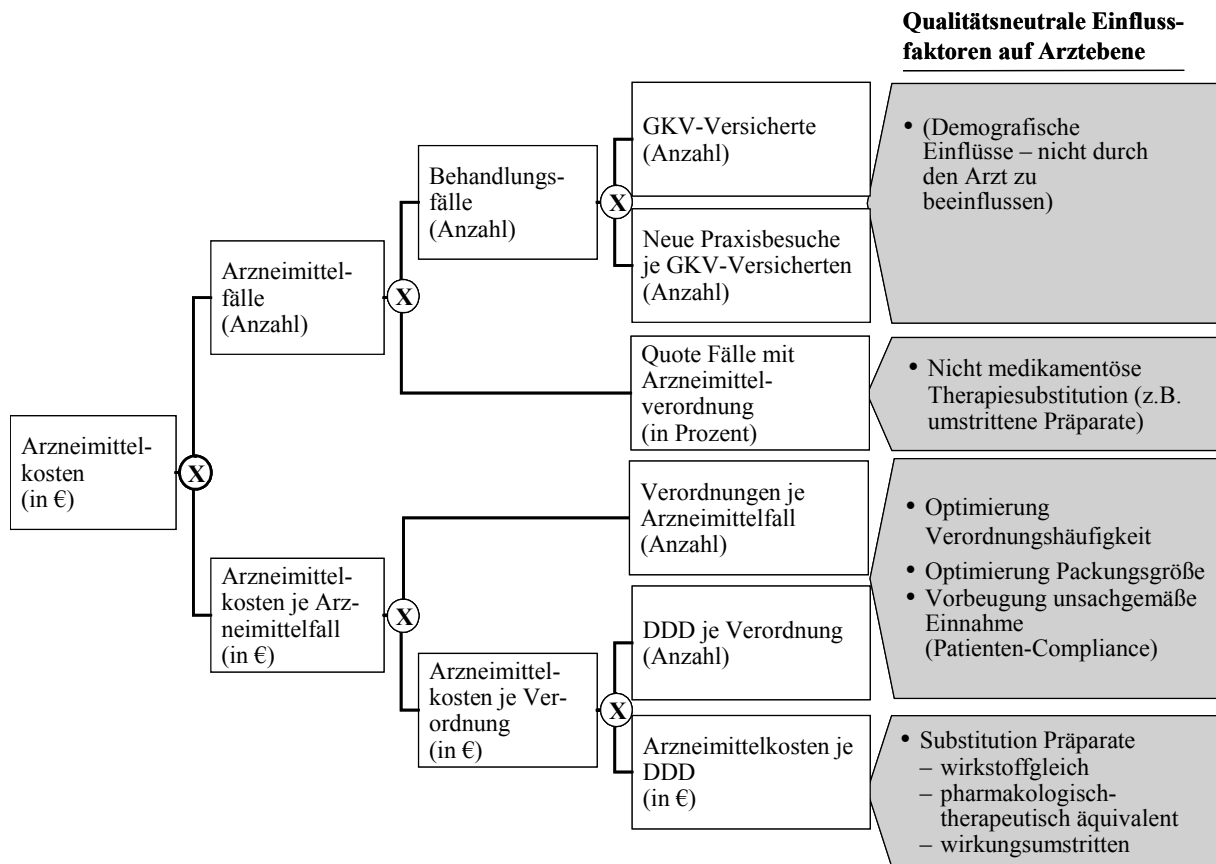 Qualitätsneutrale Einfluss-
faktoren auf Arztebene
GKV-Versicherte
(Anzahl)
• (Demografische
Einflüsse – nicht durch
den Arzt zu
beeinflussen)
Behandlungs-
fälle
(Anzahl)
X
Neue Praxisbesuche
je GKV-Versicherten
(Anzahl)
Arzneimittel-
fälle
(Anzahl)
X
Quote Fälle mit
Arzneimittel-
verordnung
(in Prozent)
• Nicht medikamentöse
Therapiesubstitution (z.B.
umstrittene Präparate)
Arzneimittel-
kosten
(in €)
X
Verordnungen je
Arzneimittelfall
(Anzahl)
• Optimierung
Verordnungshäufigkeit
• Optimierung Packungsgröße
• Vorbeugung unsachgemäße
Einnahme
(Patienten-Compliance)
Arzneimittel-
kosten je Arz-
neimittelfall
(in €)
X
DDD je Verordnung
(Anzahl)
Arzneimittel-
kosten je Ver-
ordnung
(in €)
X
Arzneimittelkosten je
DDD
(in €)
• Substitution Präparate
– wirkstoffgleich
– pharmakologisch-
therapeutisch äquivalent
– wirkungsumstritten